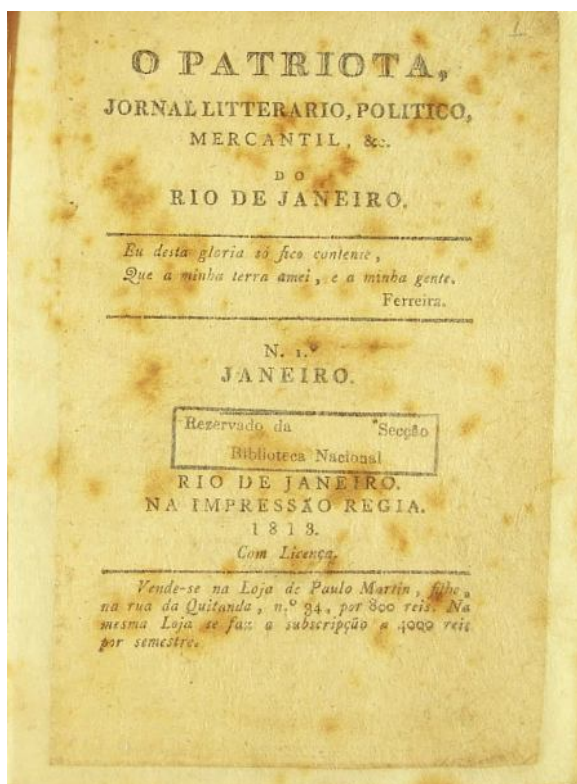 1
O PATRIOTA,
JORNAL LITTERARIO, POLITICO,
MERCANTIL, &c.
DO
RIO DE JANEIRO.
Eu desta gloria só fico contente,
Que a minha terra amei, e a minha gente.
Ferreira.
N. 1.º
JANEIRO.
Rezervado da Secção
Biblioteca Nacional
RIO DE JANEIRO.
NA IMPRESSÃO REGIA.
1813.
Com Licença.
Vende-se na Loja de Paulo Martin, filho,
na rua da Quitanda, n.º 34, por 800 reis. Na
mesma Loja se faz a subscripção a 4000 reis
por semestre.